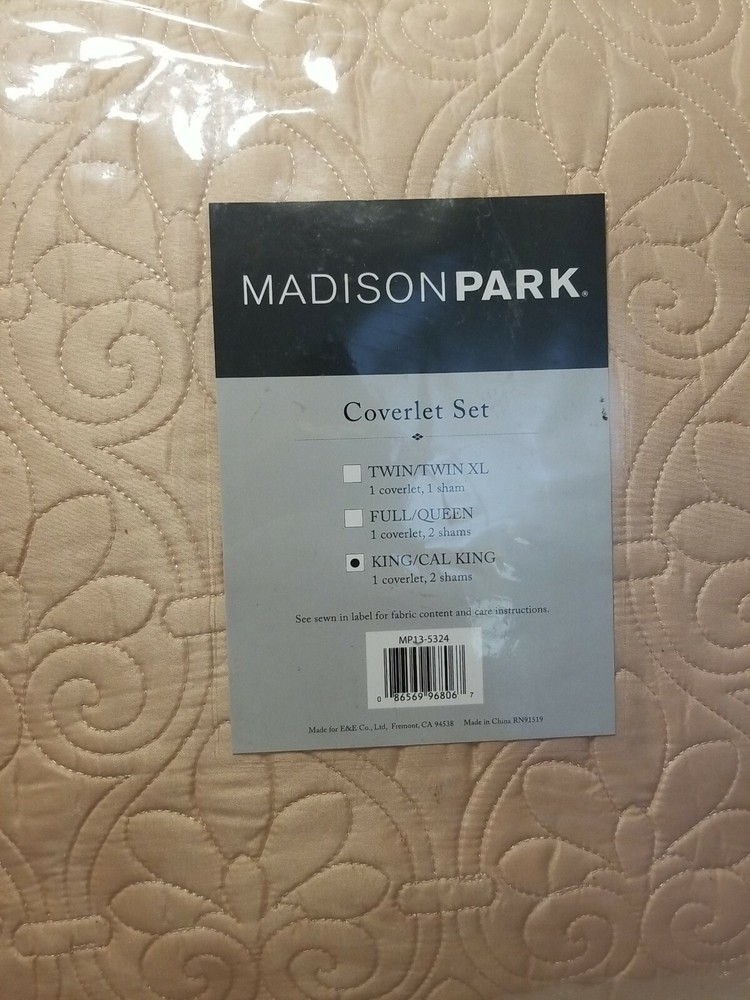 MADISONPARK®
Coverlet Set
TWIN/TWIN XL
1 coverlet, 1 sham
FULL/QUEEN
1 coverlet, 2 shams
KING/CAL KING
1 coverlet, 2 shams
See sewn in label for fabric content and care instructions.
MP13-5324
0 86569 96806 7
Made for E&E Co., Ltd, Fremont, CA 94538 Made in China RN91519